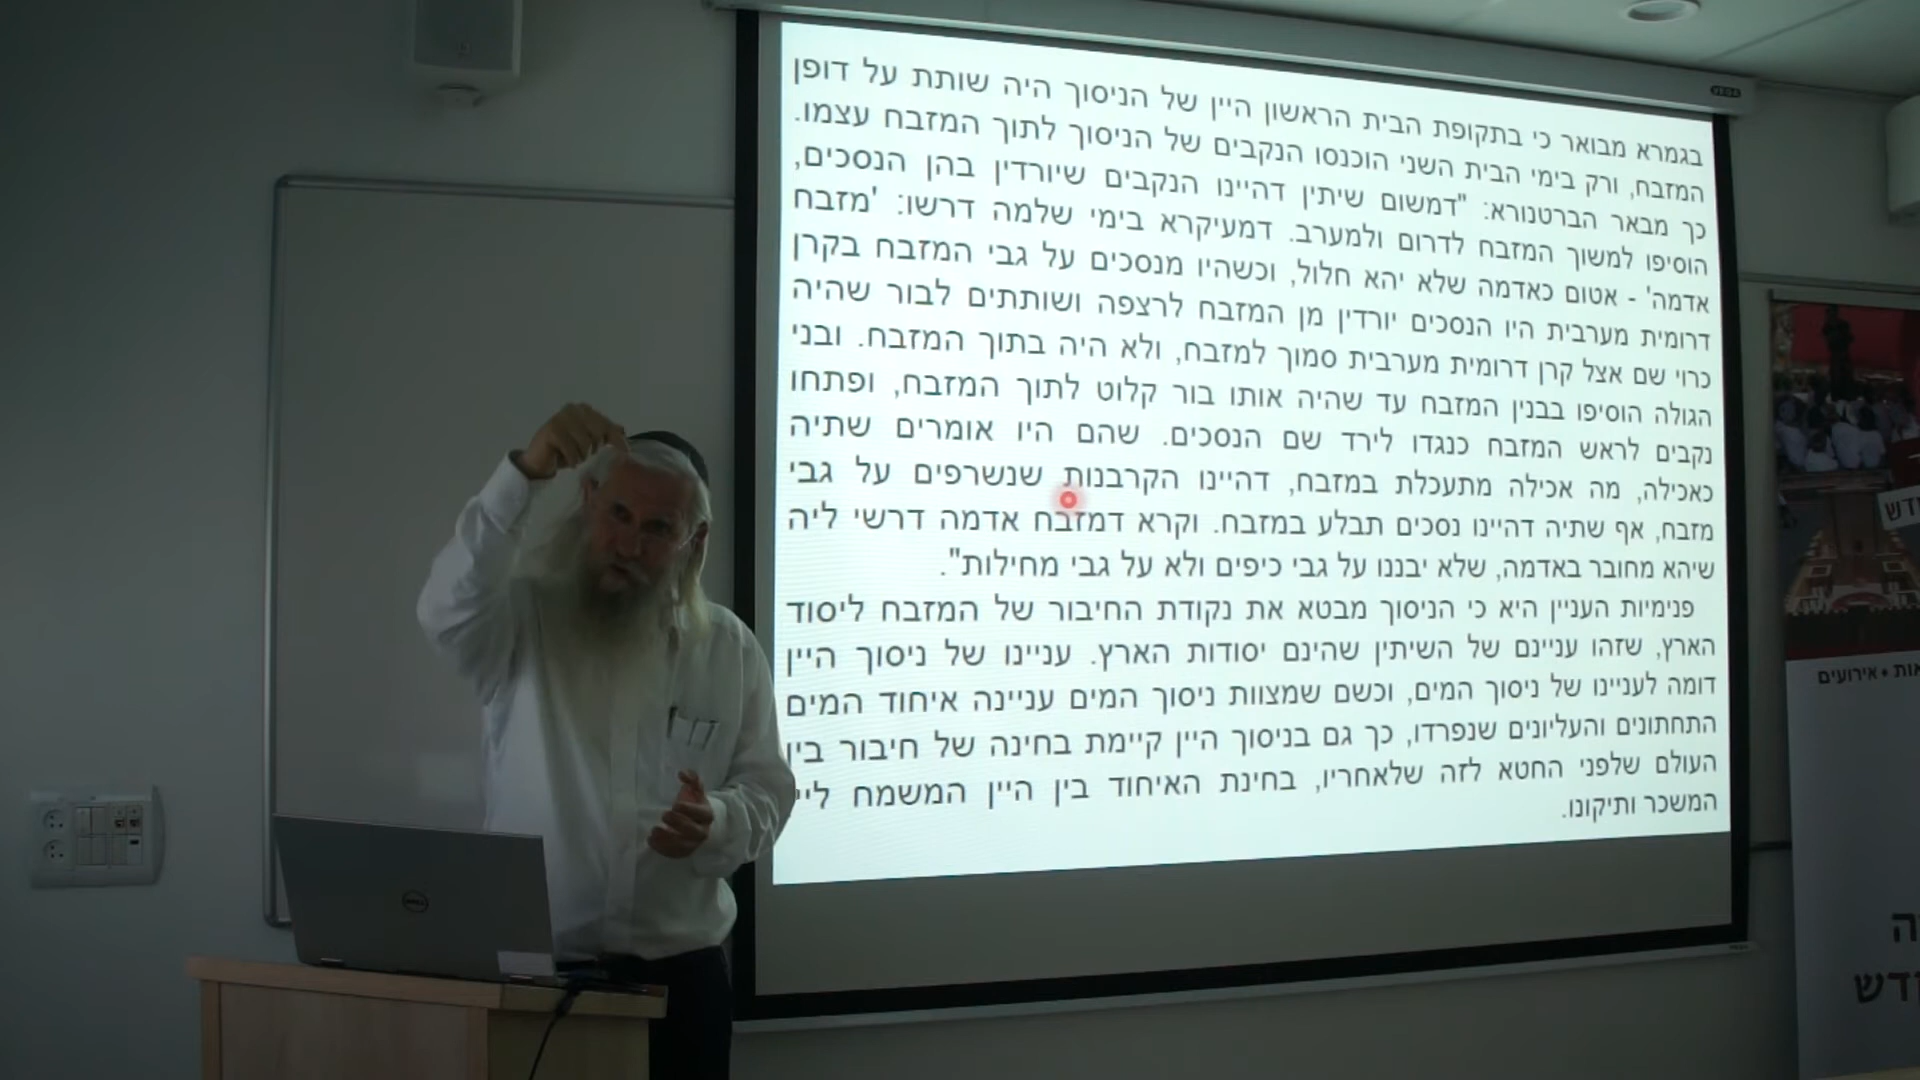 בגמרא מבואר כי בתקופת הבית הראשון היין של הניסוך היה שותת על דופן
המזבח, ורק בימי הבית השני הוכנסו הנקבים של הניסוך לתוך המזבח עצמו.
כך מבאר הברטנורא: "דמשום שיתין דהיינו הנקבים שיורדין בהן הנסכים,
הוסיפו למשוך המזבח לדרום ולמערב. דמעיקרא בימי שלמה דרשו: 'מזבח
אדמה' - אטום כאדמה שלא יהא חלול, וכשהיו מנסכים על גבי המזבח בקרן
דרומית מערבית היו הנסכים יורדין מן המזבח לרצפה ושותתים לבור שהיה
כרוי שם אצל קרן דרומית מערבית סמוך למזבח, ולא היה בתוך המזבח. ובני
הגולה הוסיפו בבנין המזבח עד שהיה אותו בור קלוט לתוך המזבח, ופתחו
נקבים לראש המזבח כנגדו לירד שם הנסכים. שהם היו אומרים שתיה
כאכילה, מה אכילה מתעכלת במזבח, דהיינו הקרבנות שנשרפים על גבי
מזבח, אף שתיה דהיינו נסכים תבלע במזבח. וקרא דמזבח אדמה דרשי ליה
שיהא מחובר באדמה, שלא יבננו על גבי כיפים ולא על גבי מחילות".
פנימיות העניין היא כי הניסוך מבטא את נקודת החיבור של המזבח ליסוד
הארץ, שזהו עניינם של השיתין שהינם יסודות הארץ. עניינו של ניסוך היין
דומה לעניינו של ניסוך המים, וכשם שמצוות ניסוך המים עניינה איחוד המים
התחתונים והעליונים שנפרדו, כך גם בניסוך היין קיימת בחינה של חיבור בין
העולם שלפני החטא לזה שלאחריו, בחינת האיחוד בין היין המשמח
המשכר ותיקונו.
VEGA
DELL
אירועים